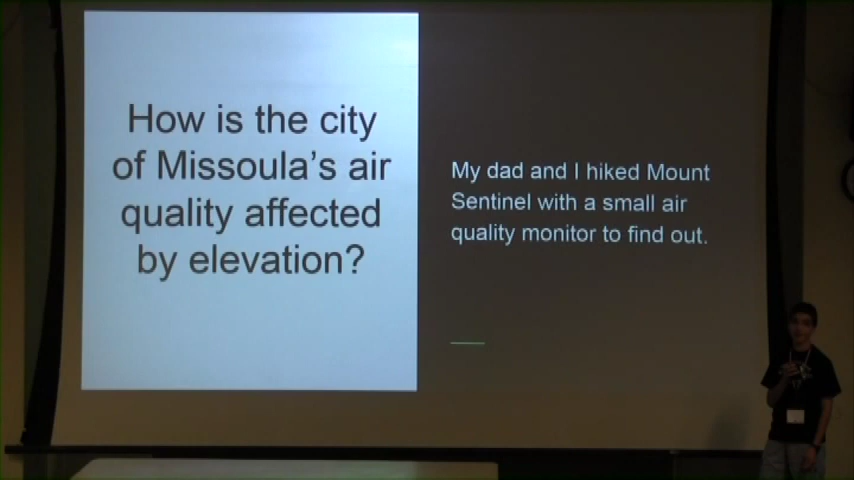 How is the city
of Missoula's air
quality affected
by elevation?
My dad and I hiked Mount
Sentinel with a small air
quality monitor to find out.